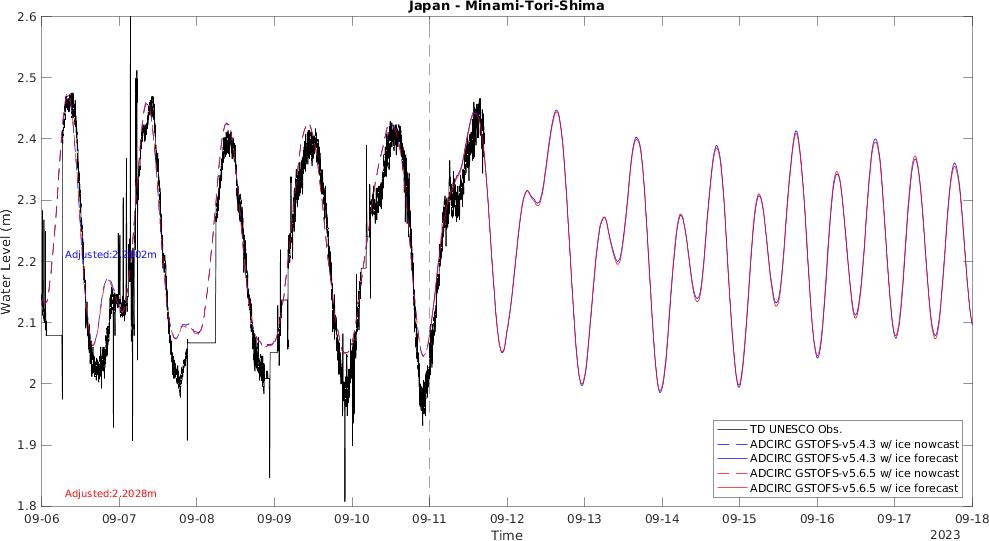 Japan - Minami-Tori-Shima
2.6
2.5
2.4
2.3
2.2
2.1
2
1.9
1.8
Water Level (m)
Adjusted:2.2102m
Adjusted:2.2028m
TD UNESCO Obs.
ADCIRC GSTOFS-v5.4.3 w/ ice nowcast
ADCIRC GSTOFS-v5.4.3 w/ ice forecast
ADCIRC GSTOFS-v5.6.5 w/ ice nowcast
ADCIRC GSTOFS-v5.6.5 w/ ice forecast
09-06 09-07 09-08 09-09 09-10 09-11 09-12 09-13 09-14 09-15 09-16 09-17 09-18
Time
2023